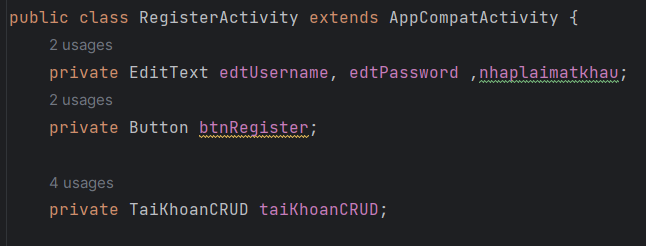 public class RegisterActivity extends AppCompatActivity {
2 usages
private EditText edtUsername, edtPassword ,nhaplaimatkhau;
2 usages
private Button btnRegister;
4 usages
private TaiKhoanCRUD taiKhoanCRUD;